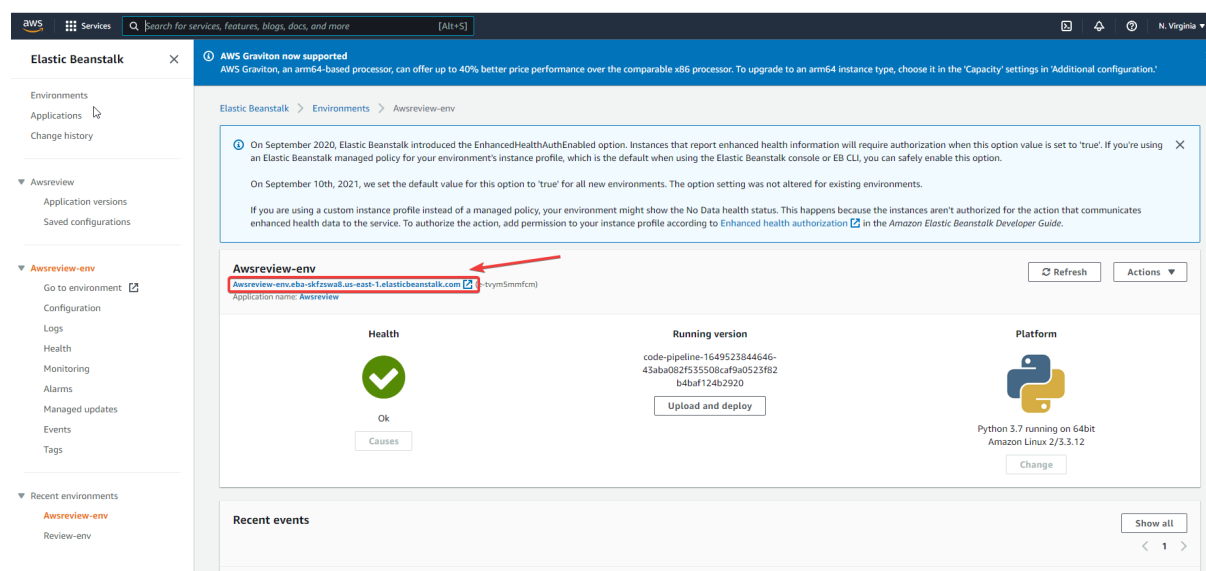 aws
Services
Search for services, features, blogs, docs, and more
[Alt+S]
N. Virginia
Elastic Beanstalk
Environments
Applications
Change history
Awsreview
Application versions
Saved configurations
Awsreview-env
Go to environment
Configuration
Logs
Health
Monitoring
Alarms
Managed updates
Events
Tags
Recent environments
Awsreview-env
Review-env
AWS Graviton now supported
AWS Graviton, an arm64-based processor, can offer up to 40% better price performance over the comparable x86 processor. To upgrade to an arm64 instance type, choose it in the 'Capacity' settings in 'Additional configuration.'
Elastic Beanstalk > Environments > Awsreview-env
On September 2020, Elastic Beanstalk introduced the EnhancedHealthAuthEnabled option. Instances that report enhanced health information will require authorization when this option value is set to 'true'. If you're using
an Elastic Beanstalk managed policy for your environment's instance profile, which is the default when using the Elastic Beanstalk console or EB CLI, you can safely enable this option.
On September 10th, 2021, we set the default value for this option to 'true' for all new environments. The option setting was not altered for existing environments.
If you are using a custom instance profile instead of a managed policy, your environment might show the No Data health status. This happens because the instances aren't authorized for the action that communicates
enhanced health data to the service. To authorize the action, add permission to your instance profile according to Enhanced health authorization in the Amazon Elastic Beanstalk Developer Guide.
Awsreview-env
Refresh
Actions
Awsreview-env.eba-skfzswa8.us-east-1.elasticbeanstalk.com (e-tvym5mmfcm)
Application name: Awsreview
Health
Ok
Causes
Running version
code-pipeline-1649523844646-
43aba082f535508caf9a0523f82
b4baf124b2920
Upload and deploy
Platform
Python 3.7 running on 64bit
Amazon Linux 2/3.3.12
Change
Recent events
Show all
< 1 >